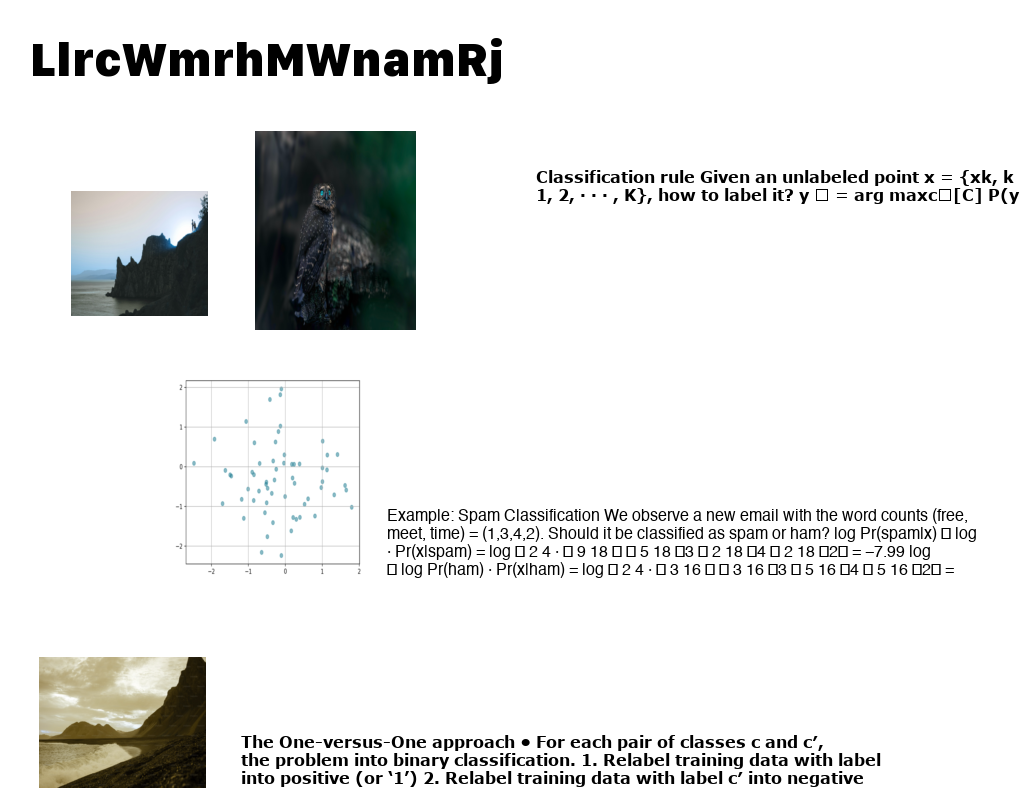 LlrcWmrhMWnamRj
Classification rule Given an unlabeled point x = {xk, k
1, 2, · · · , K}, how to label it? y □ = arg maxc□[C] P(y
2
1
0
−1
−2
−2 −1 0 1 2
Example: Spam Classification We observe a new email with the word counts (free,
meet, time) = (1,3,4,2). Should it be classified as spam or ham? log Pr(spam|x) □ log
· Pr(x|spam) = log □ 2 4 · □ 9 18 □ □ 5 18 □3 □ 2 18 □4 □ 2 18 □2□ = −7.99 log
□ log Pr(ham) · Pr(x|ham) = log □ 2 4 · □ 3 16 □ □ 3 16 □3 □ 5 16 □4 □ 5 16 □2□ =
The One-versus-One approach • For each pair of classes c and c′,
the problem into binary classification. 1. Relabel training data with label
into positive (or ‘1’) 2. Relabel training data with label c′ into negative